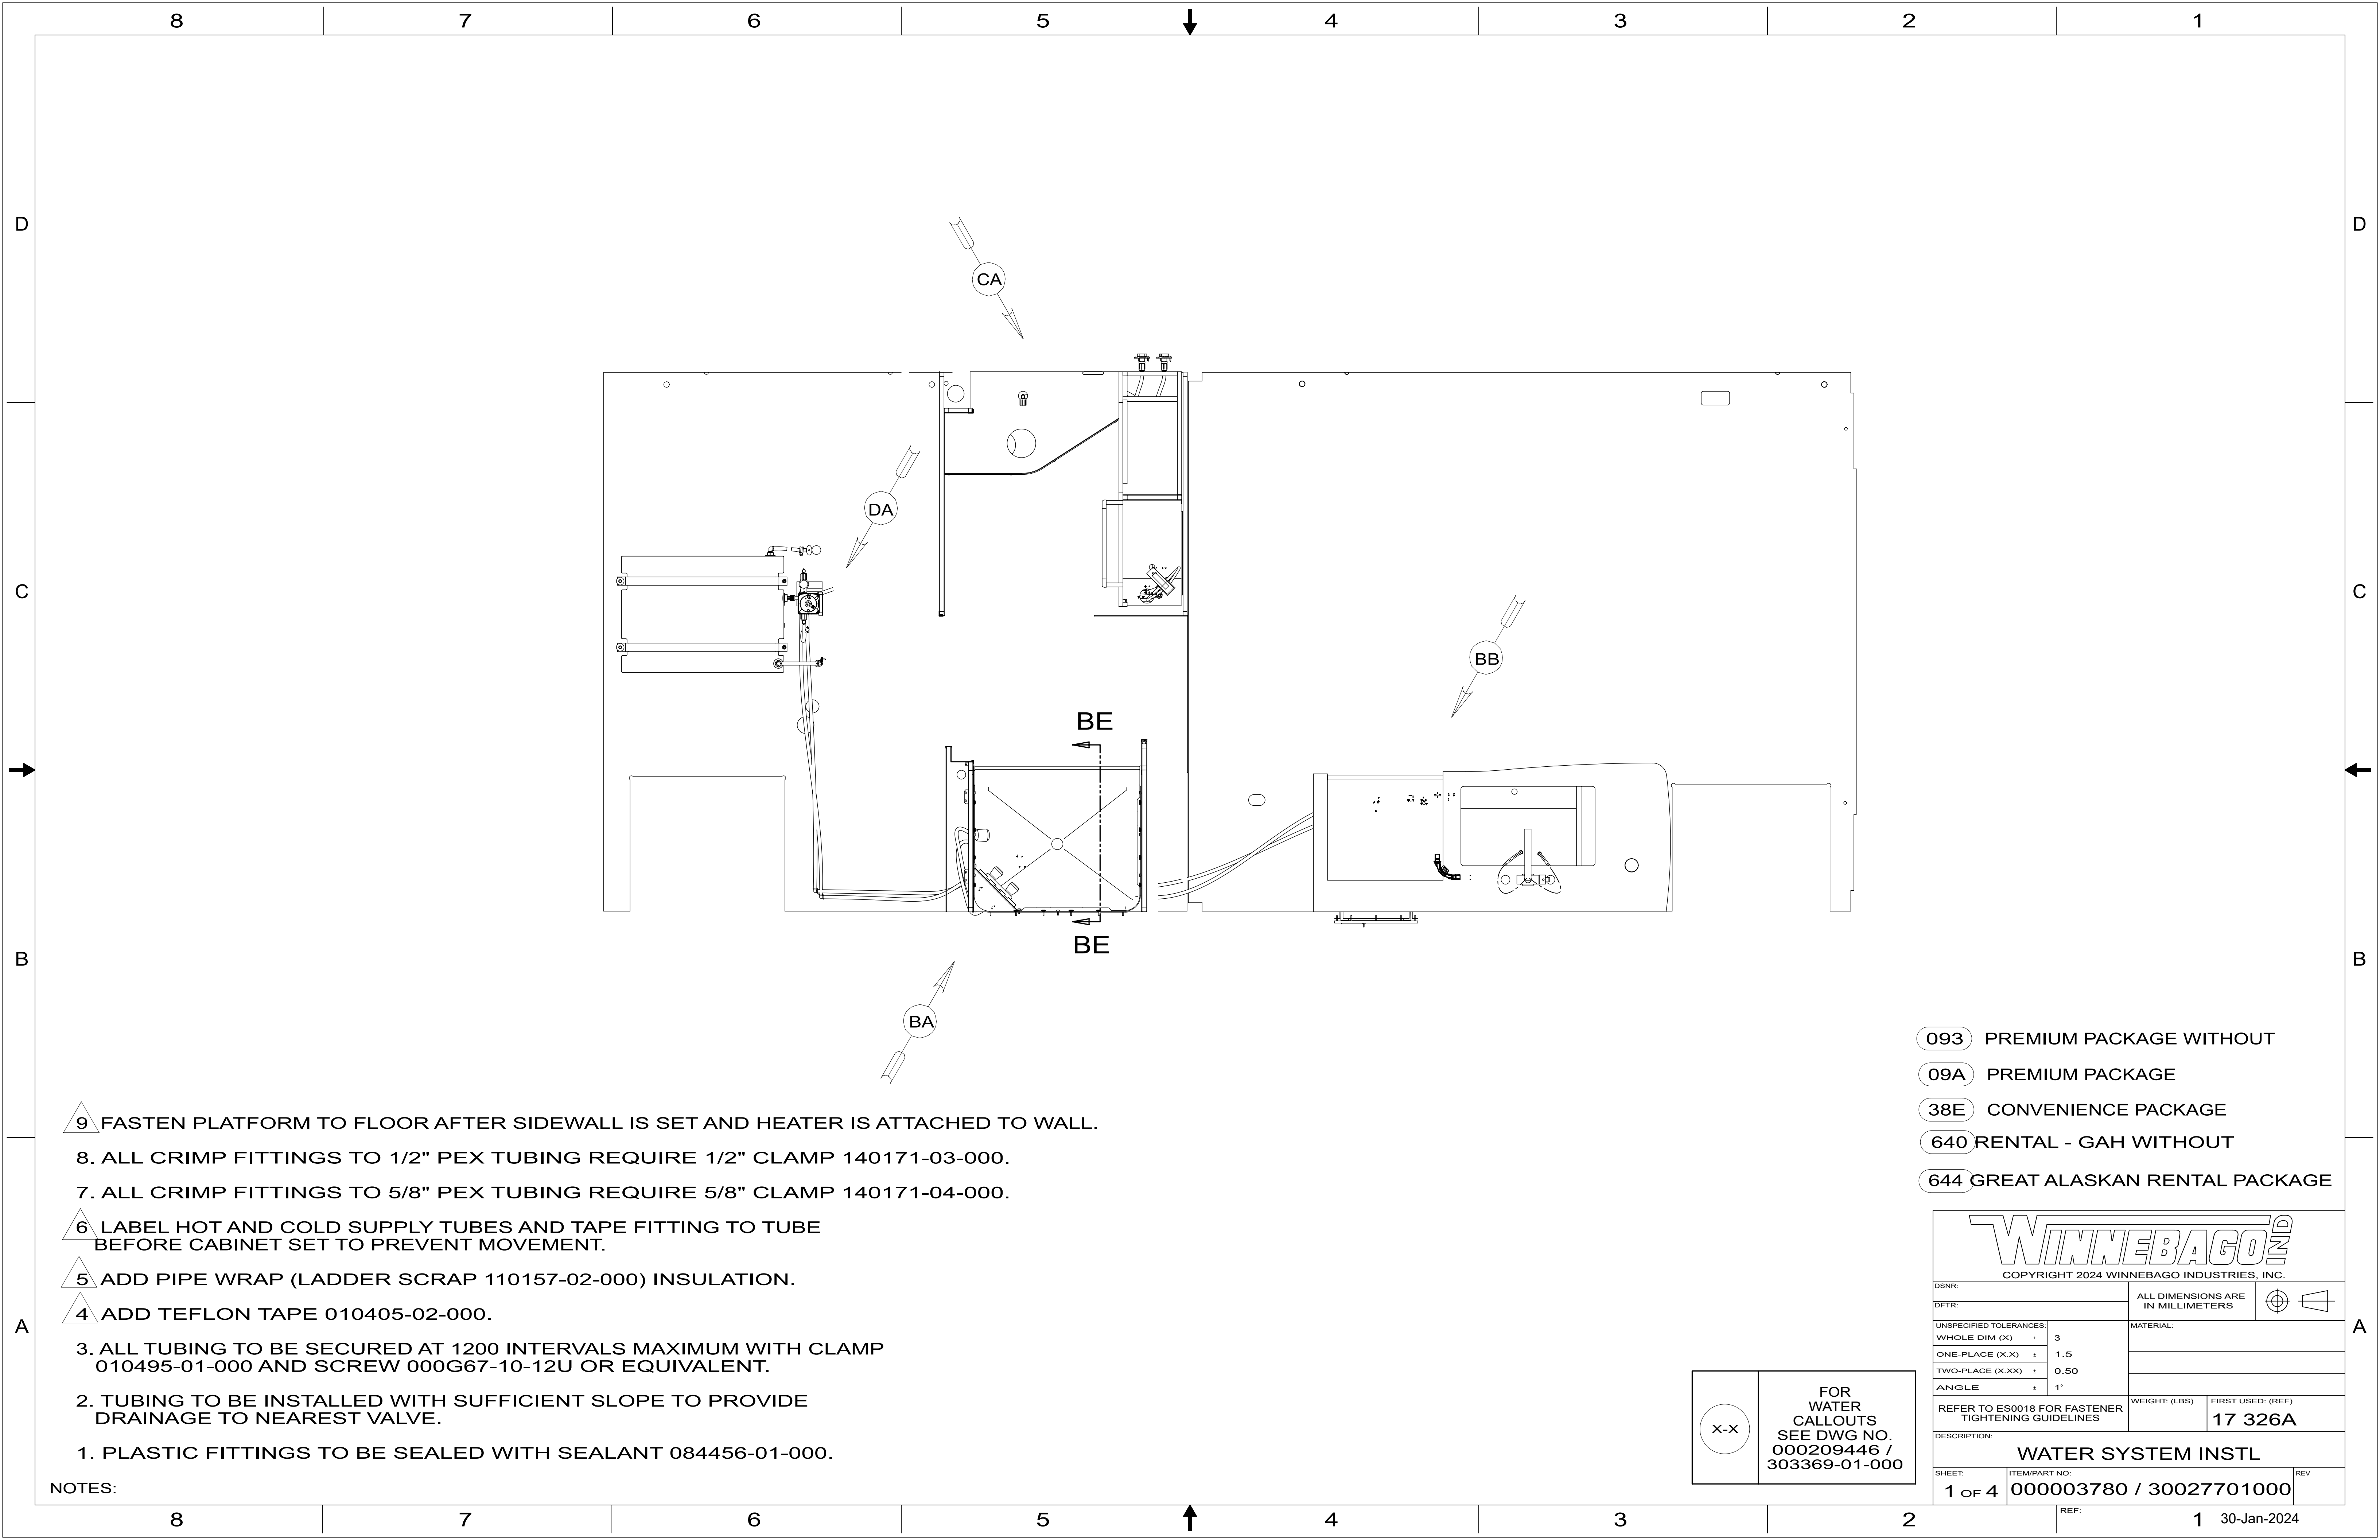 8 7 6 5 4 3 2 1
D D
CA
DA
C C
BB
BE
BE
B B
BA
093 PREMIUM PACKAGE WITHOUT
09A PREMIUM PACKAGE
38E CONVENIENCE PACKAGE
640 RENTAL - GAH WITHOUT
644 GREAT ALASKAN RENTAL PACKAGE
9 FASTEN PLATFORM TO FLOOR AFTER SIDEWALL IS SET AND HEATER IS ATTACHED TO WALL.
8. ALL CRIMP FITTINGS TO 1/2" PEX TUBING REQUIRE 1/2" CLAMP 140171-03-000.
7. ALL CRIMP FITTINGS TO 5/8" PEX TUBING REQUIRE 5/8" CLAMP 140171-04-000.
6 LABEL HOT AND COLD SUPPLY TUBES AND TAPE FITTING TO TUBE
BEFORE CABINET SET TO PREVENT MOVEMENT.
5 ADD PIPE WRAP (LADDER SCRAP 110157-02-000) INSULATION.
4 ADD TEFLON TAPE 010405-02-000.
3. ALL TUBING TO BE SECURED AT 1200 INTERVALS MAXIMUM WITH CLAMP
010495-01-000 AND SCREW 000G67-10-12U OR EQUIVALENT.
2. TUBING TO BE INSTALLED WITH SUFFICIENT SLOPE TO PROVIDE
DRAINAGE TO NEAREST VALVE.
1. PLASTIC FITTINGS TO BE SEALED WITH SEALANT 084456-01-000.
NOTES:
A A
X-X
FOR
WATER
CALLOUTS
SEE DWG NO.
000209446 /
303369-01-000
WINNEBAGO IND
COPYRIGHT 2024 WINNEBAGO INDUSTRIES, INC.
DSNR:
DFTR:
ALL DIMENSIONS ARE
IN MILLIMETERS
UNSPECIFIED TOLERANCES:
WHOLE DIM (X) ± 3
ONE-PLACE (X.X) ± 1.5
TWO-PLACE (X.XX) ± 0.50
ANGLE ± 1°
MATERIAL:
REFER TO ES0018 FOR FASTENER
TIGHTENING GUIDELINES
WEIGHT: (LBS)
FIRST USED: (REF)
17 326A
DESCRIPTION:
WATER SYSTEM INSTL
SHEET:
1 OF 4
ITEM/PART NO:
000003780 / 30027701000
REV
8 7 6 5 4 3 2 1
REF:
30-Jan-2024